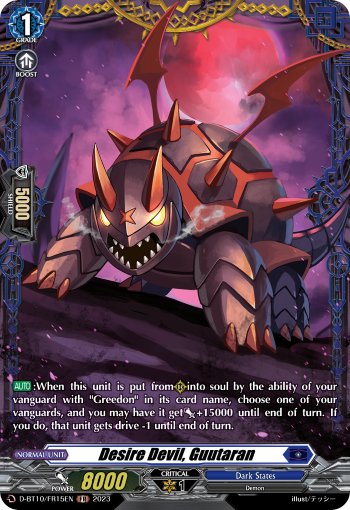 1
GRADE
BOOST
5000
SHIELD
AUTO:When this unit is put from R into soul by the ability of your
vanguard with "Greedon" in its card name, choose one of your
vanguards, and you may have it get +15000 until end of turn. If
you do, that unit gets drive -1 until end of turn.
NORMAL UNIT
Desire Devil, Guutaran
POWER 8000
CRITICAL
1
Dark States
Demon
D-BT10/FR15EN FR 2023
illust/テッシー